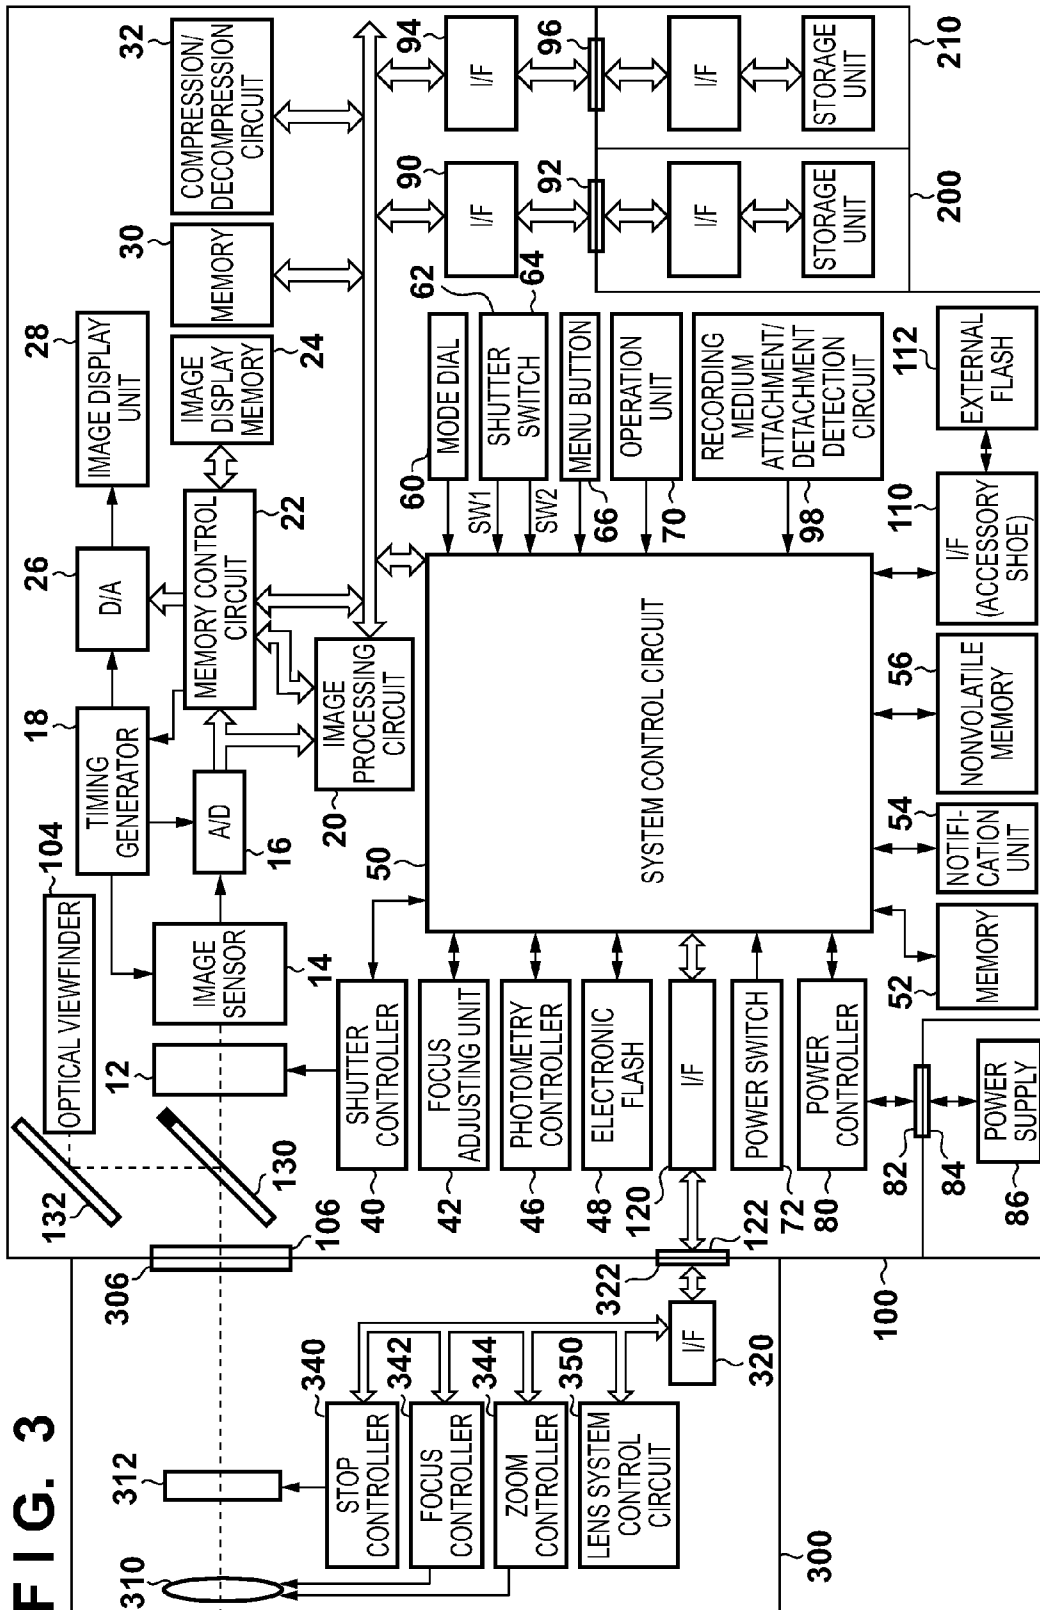 FIG. 3
310
312
306
106
132
130
OPTICAL VIEWFINDER
104
12
IMAGE
SENSOR
14
TIMING
GENERATOR
18
A/D
16
D/A
26
IMAGE DISPLAY
UNIT
28
MEMORY CONTROL
CIRCUIT
22
IMAGE
DISPLAY
MEMORY
24
MEMORY
30
COMPRESSION/
DECOMPRESSION
CIRCUIT
32
IMAGE
PROCESSING
CIRCUIT
20
STOP
CONTROLLER
340
FOCUS
CONTROLLER
342
ZOOM
CONTROLLER
344
LENS SYSTEM
CONTROL
CIRCUIT
350
I/F
320
322
122
300
100
SHUTTER
CONTROLLER
40
FOCUS
ADJUSTING UNIT
42
PHOTOMETRY
CONTROLLER
46
ELECTRONIC
FLASH
48
I/F
120
POWER SWITCH
72
POWER
CONTROLLER
80
82
84
POWER
SUPPLY
86
SYSTEM CONTROL CIRCUIT
50
MODE DIAL
60
SHUTTER
SWITCH
62
64
SW1
SW2
MENU BUTTON
66
OPERATION
UNIT
70
RECORDING
MEDIUM
ATTACHMENT/
DETACHMENT
DETECTION
CIRCUIT
98
MEMORY
52
NOTIFI-
CATION
UNIT
54
NONVOLATILE
MEMORY
56
I/F
(ACCESSORY
SHOE)
110
EXTERNAL
FLASH
112
I/F
90
92
I/F
STORAGE
UNIT
200
I/F
94
96
I/F
STORAGE
UNIT
210